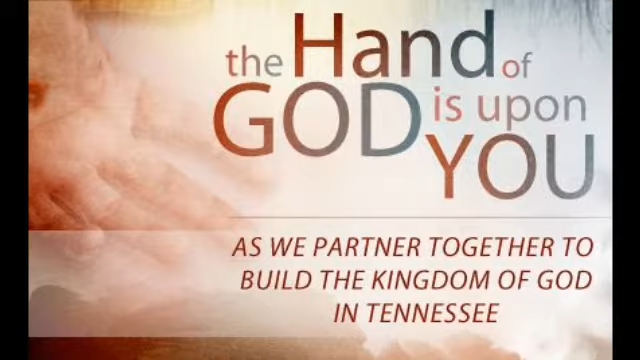 the Hand of
GOD is upon
YOU
AS WE PARTNER TOGETHER TO
BUILD THE KINGDOM OF GOD
IN TENNESSEE